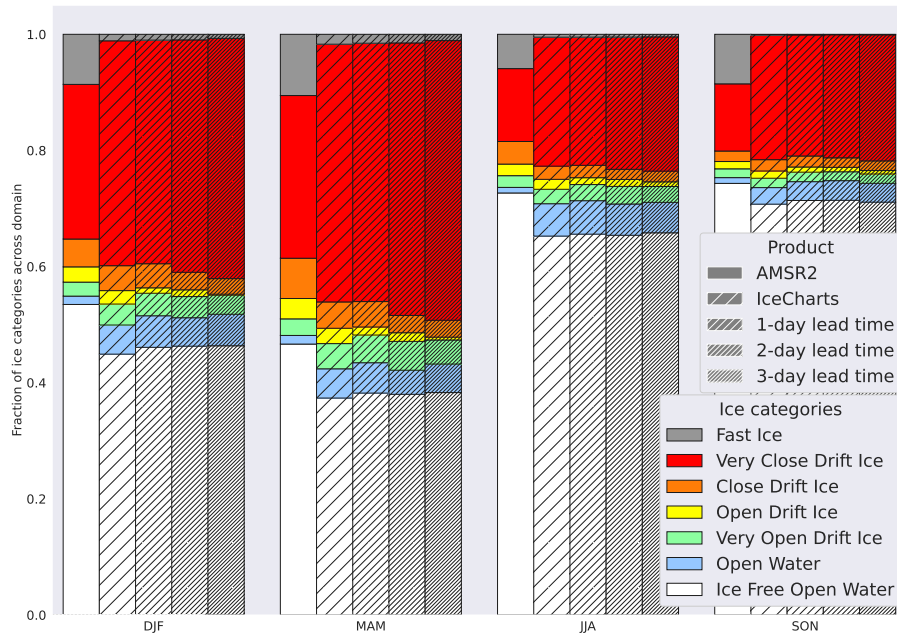 Fraction of ice categories across domain
1.0
0.8
0.6
0.4
0.2
0.0
DJF
MAM
JJA
SON
Product
AMSR2
IceCharts
1-day lead time
2-day lead time
3-day lead time
Ice categories
Fast Ice
Very Close Drift Ice
Close Drift Ice
Open Drift Ice
Very Open Drift Ice
Open Water
Ice Free Open Water